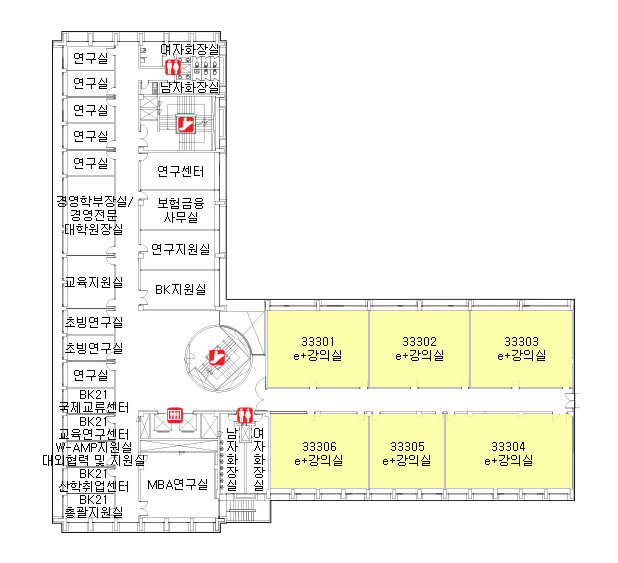 여자화장실
연구실
연구실
남자화장실
연구실
연구실
연구실
연구센터
경영학부장실/
경영전문
대학원장실
보험금융
사무실
연구지원실
교육지원실
BK지원실
초빙연구실
초빙연구실
연구실
33301
e+강의실
33302
e+강의실
33303
e+강의실
BK21
국제교류센터
BK21
교육연구센터
W-AMP지원실
대외협력 및 지원실
BK21
산학취업센터
BK21
총괄지원실
MBA연구실
남자화장실
여자화장실
33306
e+강의실
33305
e+강의실
33304
e+강의실